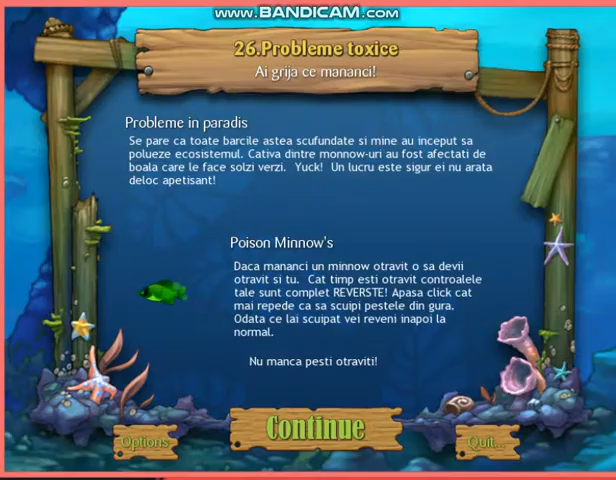 www.BANDICAM.com
26.Probleme toxice
Ai grija ce mananci!
Probleme in paradis
Se pare ca toate barcile astea scufundate si mine au inceput sa
polueze ecosistemul. Cativa dintre monnow-uri au fost afectati de
boala care le face solzi verzi. Yuck! Un lucru este sigur ei nu arata
deloc apetisant!
Poison Minnow's
Daca mananci un minnow otravit o sa devii
otravit si tu. Cat timp esti otravit controalele
tale sunt complet REVERSTE! Apasa click cat
mai repede ca sa scuipi pestele din gura.
Odata ce lai scuipat vei reveni inapoi la
normal.
Nu manca pesti otraviti!
Continue
Options
Quit...